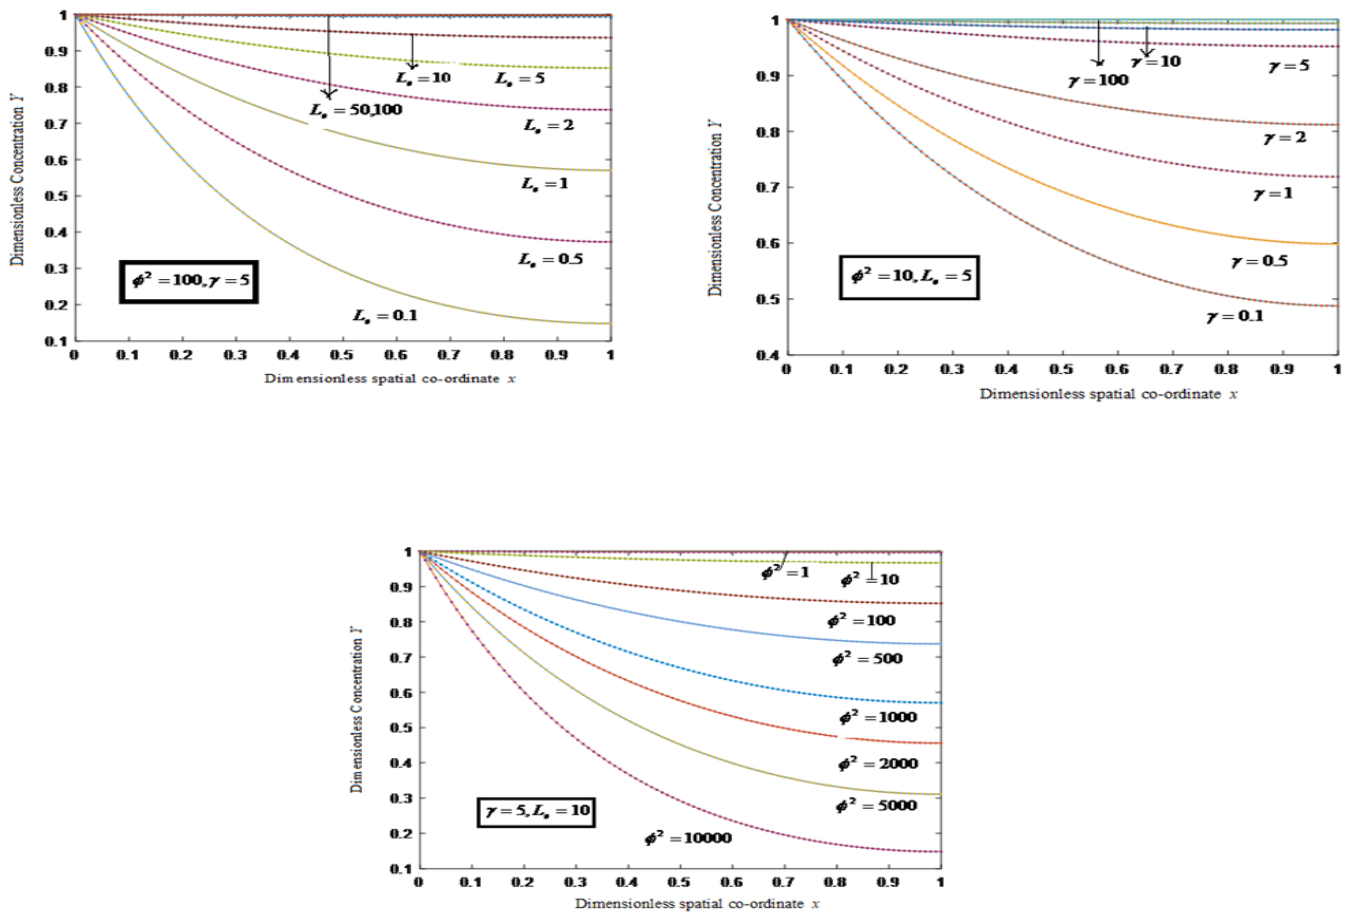 1
0.9
0.8
0.7
0.6
0.5
0.4
0.3
0.2
0.1
Dimensionless Concentration Y
Lₑ = 10
Lₑ = 5
Lₑ = 50,100
Lₑ = 2
Lₑ = 1
Lₑ = 0.5
Lₑ = 0.1
ϕ² = 100, γ = 5
0 0.1 0.2 0.3 0.4 0.5 0.6 0.7 0.8 0.9 1
Dimensionless spatial co-ordinate x
1
0.9
0.8
0.7
0.6
0.5
0.4
Dimensionless Concentration Y
γ = 10
γ = 5
γ = 100
γ = 2
γ = 1
γ = 0.5
γ = 0.1
ϕ² = 10, Lₑ = 5
0 0.1 0.2 0.3 0.4 0.5 0.6 0.7 0.8 0.9 1
Dimensionless spatial co-ordinate x
1
0.9
0.8
0.7
0.6
0.5
0.4
0.3
0.2
0.1
Dimensionless Concentration Y
ϕ² = 1
ϕ² = 10
ϕ² = 100
ϕ² = 500
ϕ² = 1000
ϕ² = 2000
ϕ² = 5000
ϕ² = 10000
γ = 5, Lₑ = 10
0 0.1 0.2 0.3 0.4 0.5 0.6 0.7 0.8 0.9 1
Dimensionless spatial co-ordinate x